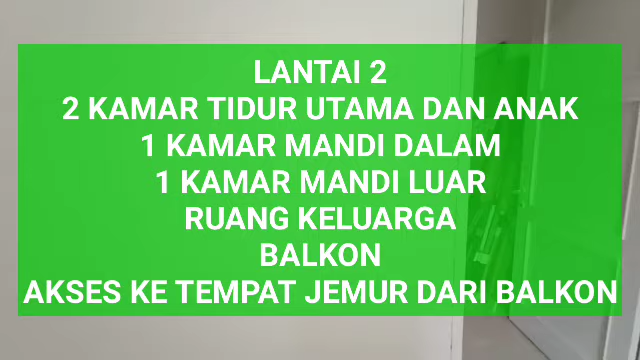 LANTAI 2
2 KAMAR TIDUR UTAMA DAN ANAK
1 KAMAR MANDI DALAM
1 KAMAR MANDI LUAR
RUANG KELUARGA
BALKON
AKSES KE TEMPAT JEMUR DARI BALKON